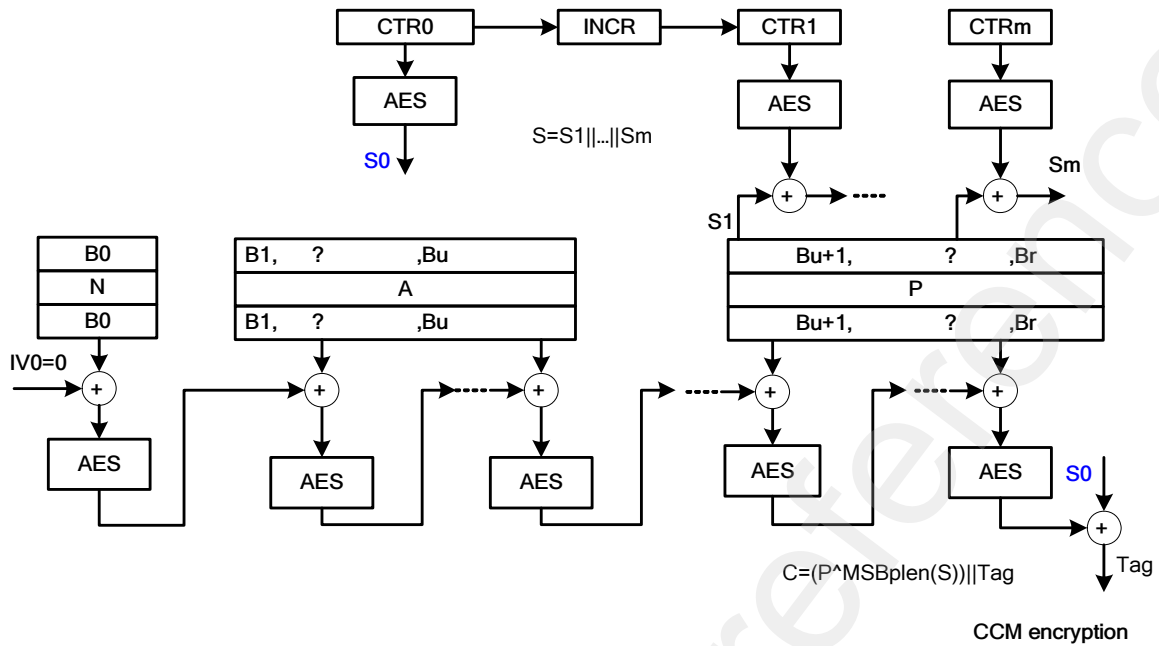 CTR0 INCR CTR1 CTRm
AES AES AES
S=S1||...||Sm
S0
Sm
+ +
S1
B0 B1, ? ,Bu Bu+1, ? ,Br
N A P
B0 B1, ? ,Bu Bu+1, ? ,Br
IV0=0
+ + + + +
AES AES AES AES AES
S0
+
C=(P^MSBplen(S))||Tag
Tag
CCM encryption